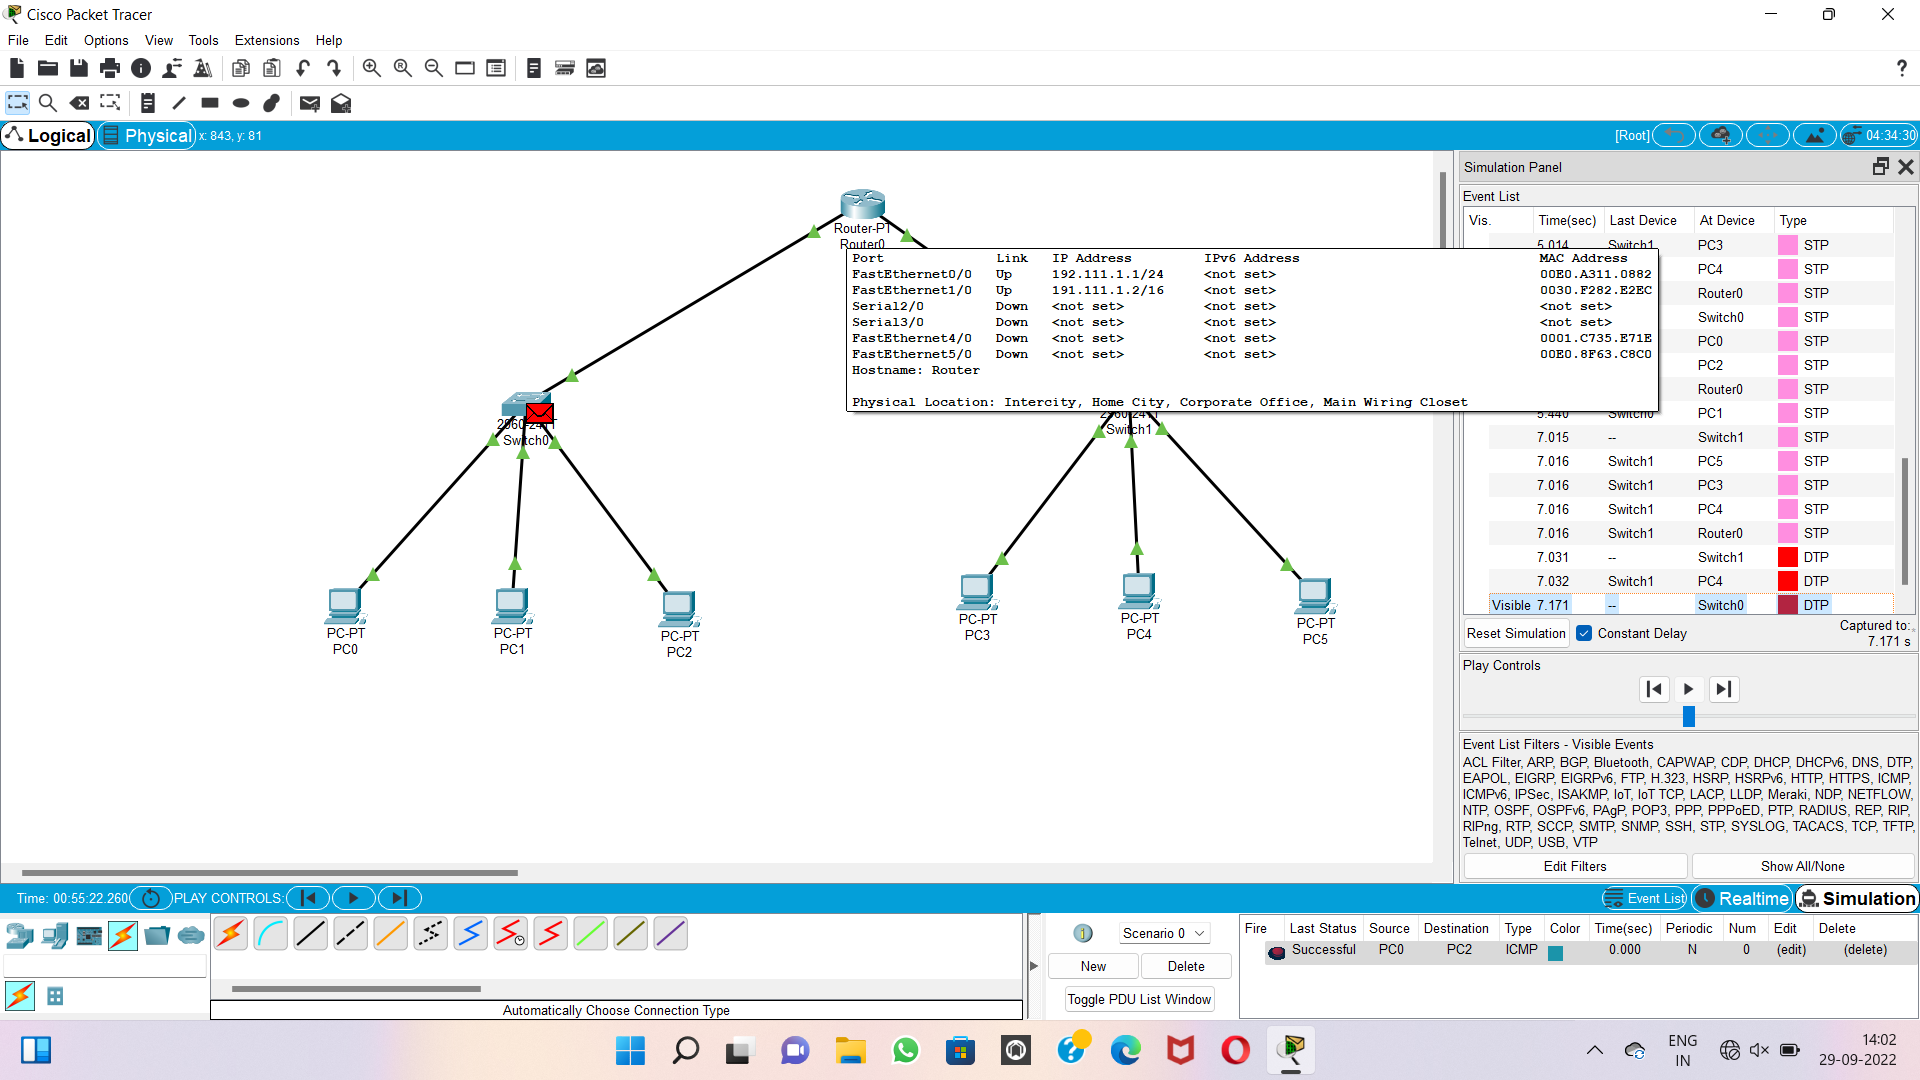 Cisco Packet Tracer
File Edit Options View Tools Extensions Help
Logical Physical x: 843, y: 81 [Root] 04:34:30
Router-PT
Router0
Port Link IP Address IPv6 Address MAC Address
FastEthernet0/0 Up 192.111.1.1/24 <not set> 00E0.A311.0882
FastEthernet1/0 Up 191.111.1.2/16 <not set> 0030.F282.E2EC
Serial2/0 Down <not set> <not set> <not set>
Serial3/0 Down <not set> <not set> <not set>
FastEthernet4/0 Down <not set> <not set> 0001.C735.E71E
FastEthernet5/0 Down <not set> <not set> 00E0.8F63.C8C0
Hostname: Router
Physical Location: Intercity, Home City, Corporate Office, Main Wiring Closet
Switch0
Switch1
PC-PT
PC0
PC-PT
PC1
PC-PT
PC2
PC-PT
PC3
PC-PT
PC4
PC-PT
PC5
Simulation Panel
Event List
Vis. Time(sec) Last Device At Device Type
5.014 Switch1 PC3 STP
PC4 STP
Router0 STP
Switch0 STP
PC0 STP
PC2 STP
Router0 STP
5.440 Switch0 PC1 STP
7.015 -- Switch1 STP
7.016 Switch1 PC5 STP
7.016 Switch1 PC3 STP
7.016 Switch1 PC4 STP
7.016 Switch1 Router0 STP
7.031 -- Switch1 DTP
7.032 Switch1 PC4 DTP
Visible 7.171 -- Switch0 DTP
Reset Simulation Constant Delay Captured to:
7.171 s
Play Controls
Event List Filters - Visible Events
ACL Filter, ARP, BGP, Bluetooth, CAPWAP, CDP, DHCP, DHCPv6, DNS, DTP,
EAPOL, EIGRP, EIGRPv6, FTP, H.323, HSRP, HSRPv6, HTTP, HTTPS, ICMP,
ICMPv6, IPSec, ISAKMP, IoT, IoT TCP, LACP, LLDP, Meraki, NDP, NETFLOW,
NTP, OSPF, OSPFv6, PAgP, POP3, PPP, PPPoED, PTP, RADIUS, REP, RIP,
RIPng, RTP, SCCP, SMTP, SNMP, SSH, STP, SYSLOG, TACACS, TCP, TFTP,
Telnet, UDP, USB, VTP
Edit Filters Show All/None
Time: 00:55:22.260 PLAY CONTROLS: Event List Realtime Simulation
Automatically Choose Connection Type
Scenario 0
New Delete
Toggle PDU List Window
Fire Last Status Source Destination Type Color Time(sec) Periodic Num Edit Delete
Successful PC0 PC2 ICMP 0.000 N 0 (edit) (delete)
ENG
IN
14:02
29-09-2022